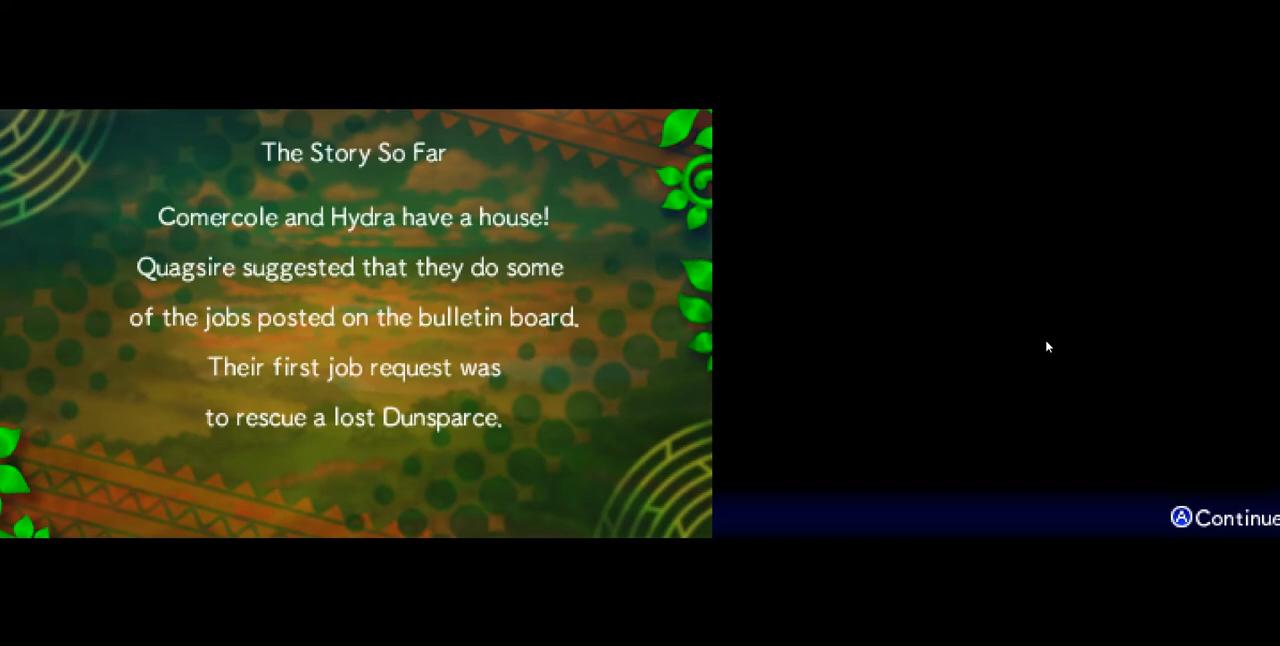 The Story So Far
Comercole and Hydra have a house!
Quagsire suggested that they do some
of the jobs posted on the bulletin board.
Their first job request was
to rescue a lost Dunsparce.
Ⓐ Continue